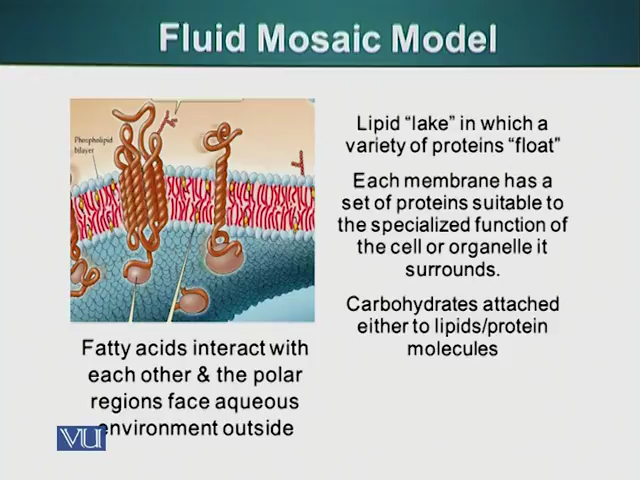 Fluid Mosaic Model
Phospholipid
bilayer
Lipid “lake” in which a
variety of proteins “float”
Each membrane has a
set of proteins suitable to
the specialized function of
the cell or organelle it
surrounds.
Carbohydrates attached
either to lipids/protein
molecules
Fatty acids interact with
each other & the polar
regions face aqueous
environment outside
VU